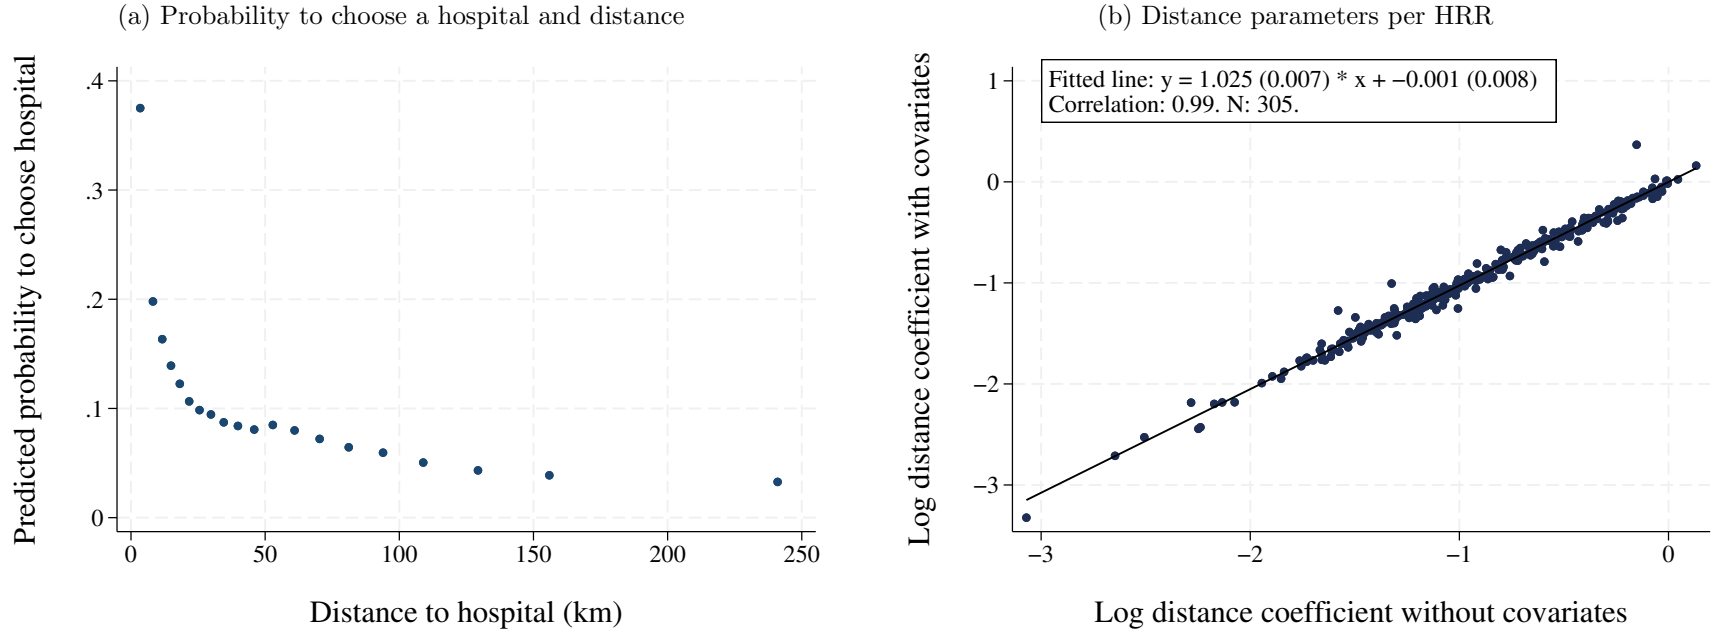 (a) Probability to choose a hospital and distance
Predicted probability to choose hospital
.4
.3
.2
.1
0
0 50 100 150 200 250
Distance to hospital (km)
(b) Distance parameters per HRR
Log distance coefficient with covariates
Fitted line: y = 1.025 (0.007) * x + −0.001 (0.008)
Correlation: 0.99. N: 305.
1
0
−1
−2
−3
−3 −2 −1 0
Log distance coefficient without covariates